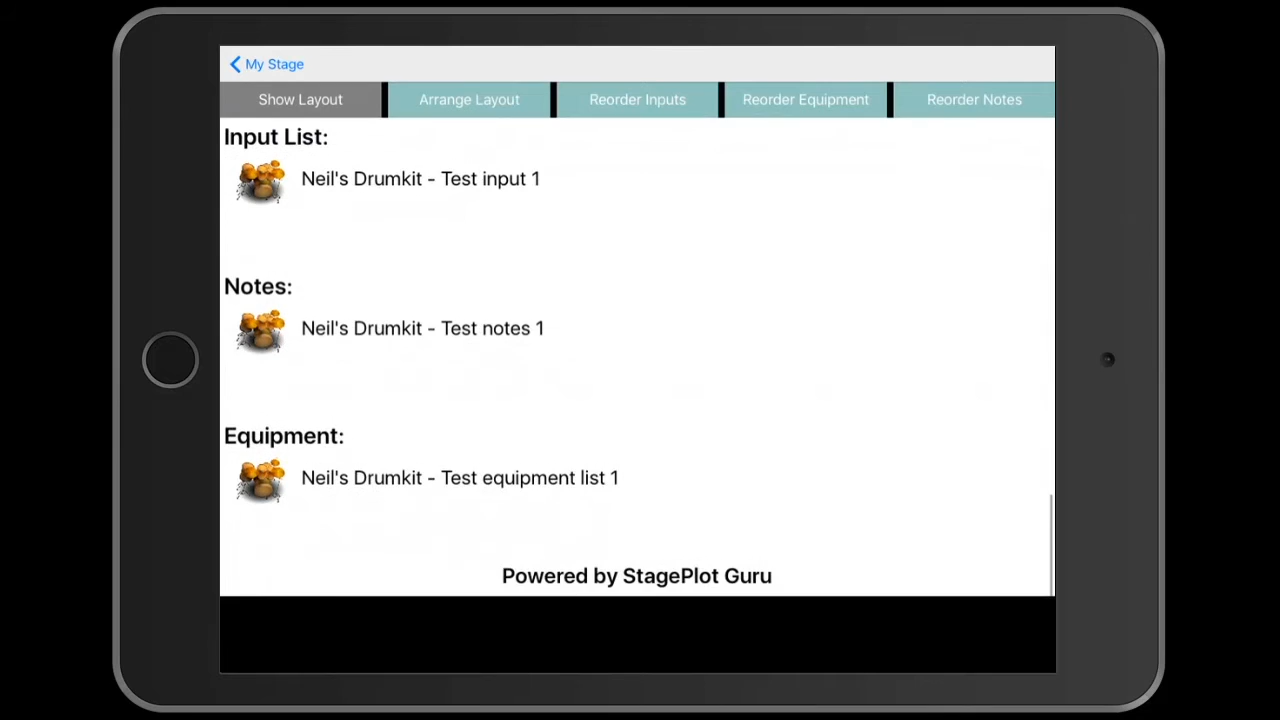 My Stage
Show Layout
Arrange Layout
Reorder Inputs
Reorder Equipment
Reorder Notes
Input List:
Neil's Drumkit - Test input 1
Notes:
Neil's Drumkit - Test notes 1
Equipment:
Neil's Drumkit - Test equipment list 1
Powered by StagePlot Guru